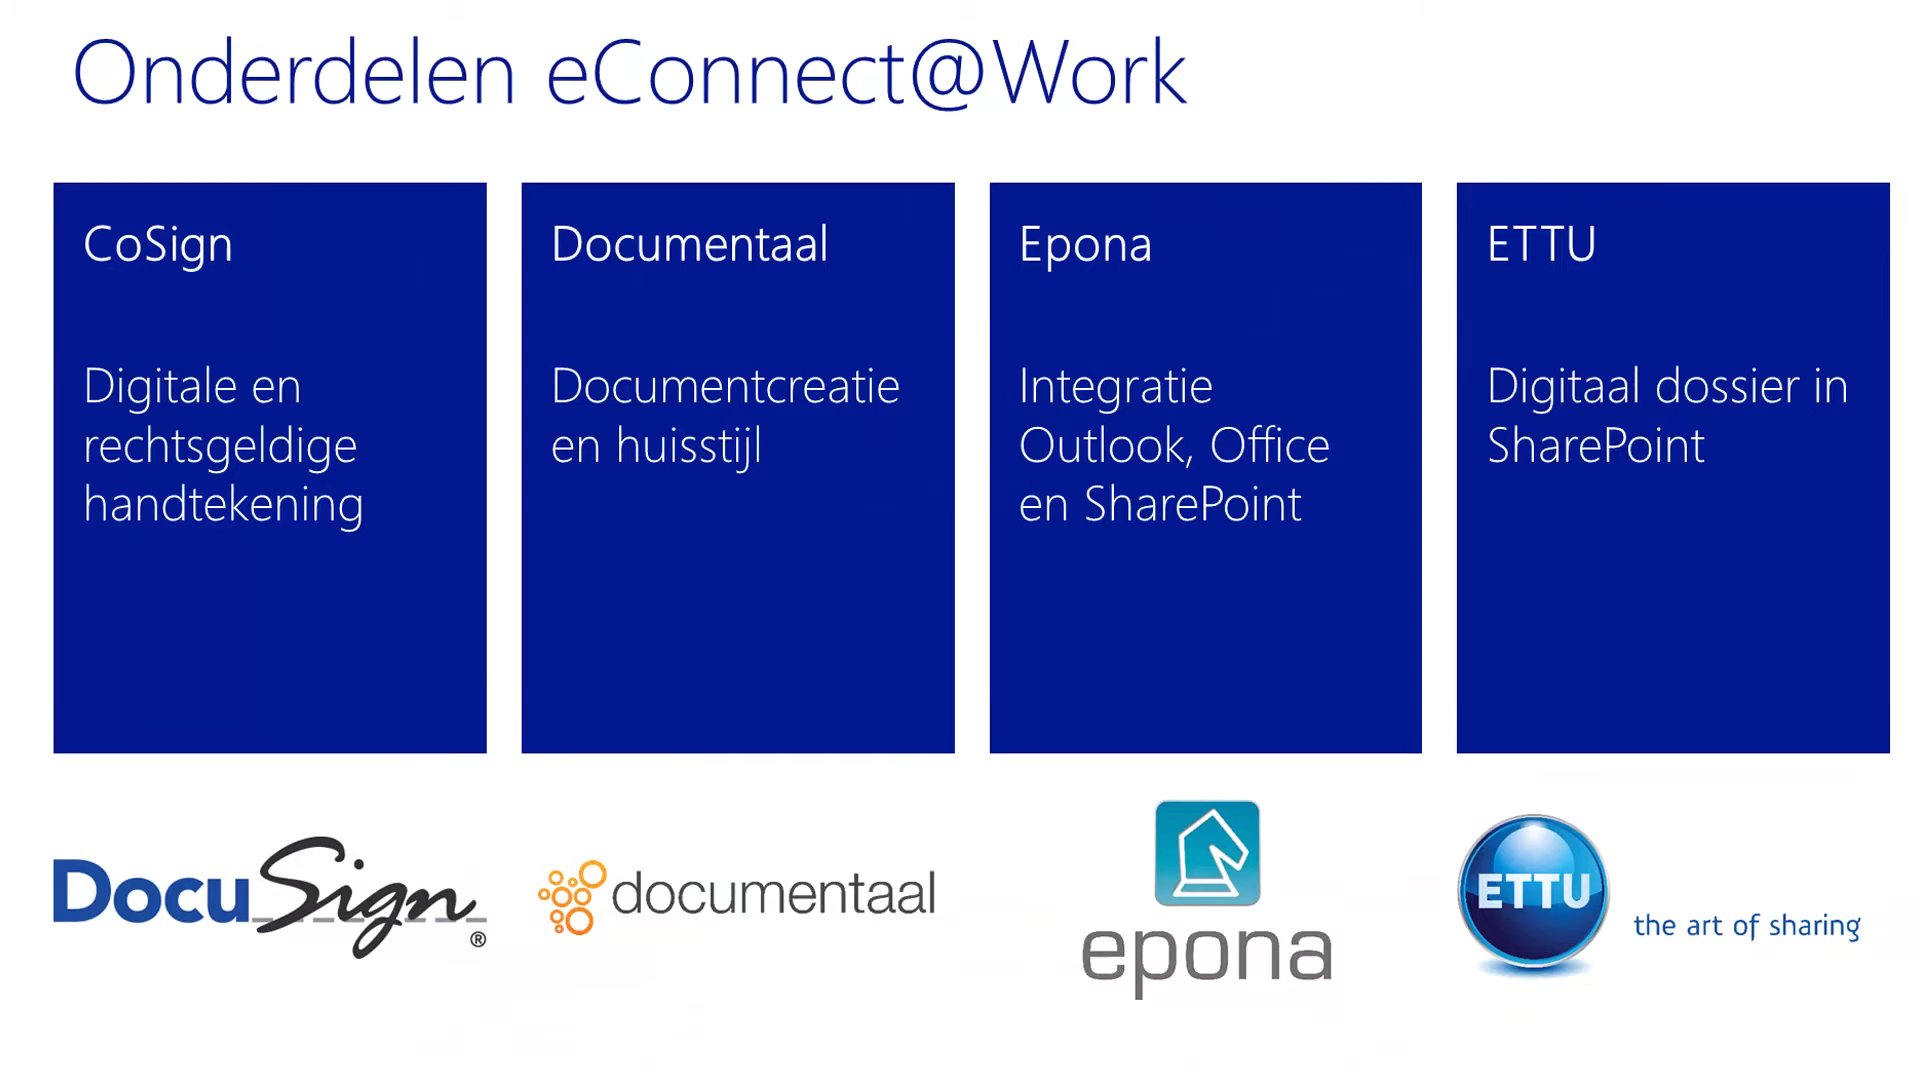 Onderdelen eConnect@Work
CoSign
Digitale en
rechtsgeldige
handtekening
Documentaal
Documentcreatie
en huisstijl
Epona
Integratie
Outlook, Office
en SharePoint
ETTU
Digitaal dossier in
SharePoint
DocuSign®
documentaal
epona
ETTU
the art of sharing